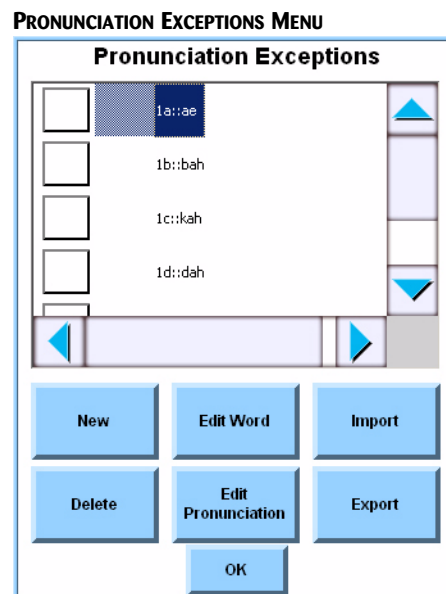 PRONUNCIATION EXCEPTIONS MENU
Pronunciation Exceptions
1a::ae
1b::bah
1c::kah
1d::dah
New
Edit Word
Import
Delete
Edit
Pronunciation
Export
OK